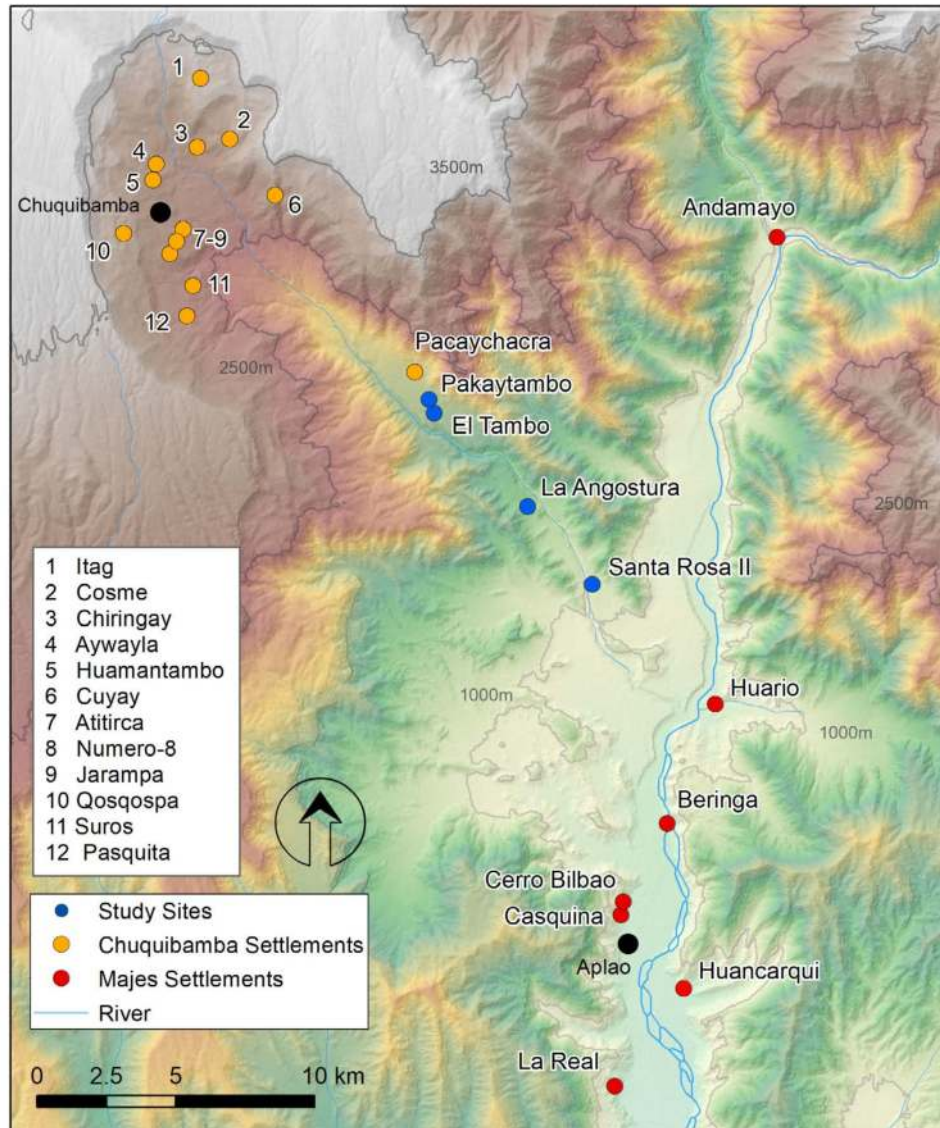 1
2
3
3500m
4
5
6
Chuquibamba
Andamayo
10
7-9
11
12
Pacaychacra
2500m
Pakaytambo
El Tambo
La Angostura
2500m
1 Itag
2 Cosme
3 Chiringay
4 Aywayla
5 Huamantambo
6 Cuyay
7 Atitirca
8 Numero-8
9 Jarampa
10 Qosqospa
11 Suros
12 Pasquita
Santa Rosa II
1000m
Huario
1000m
Beringa
Cerro Bilbao
Casquina
Aplao
Huancarqui
La Real
Study Sites
Chuquibamba Settlements
Majes Settlements
River
0 2.5 5 10 km